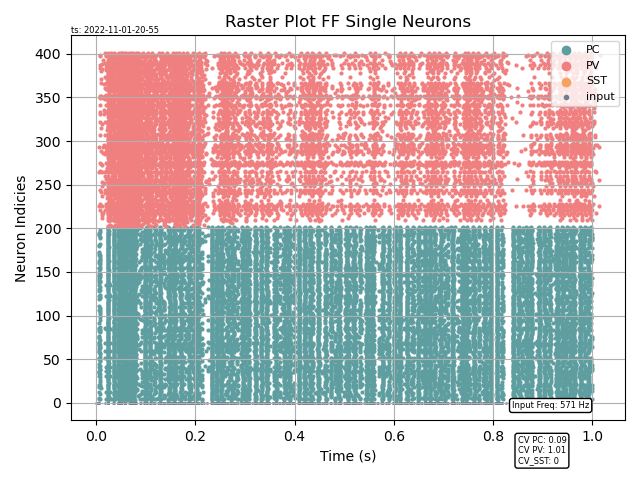 Raster Plot FF Single Neurons
ts: 2022-11-01-20-55
PC
PV
SST
input
400
350
300
250
200
150
100
50
0
Neuron Indicies
0.0 0.2 0.4 0.6 0.8 1.0
Time (s)
Input Freq: 571 Hz
CV PC: 0.09
CV PV: 1.01
CV_SST: 0